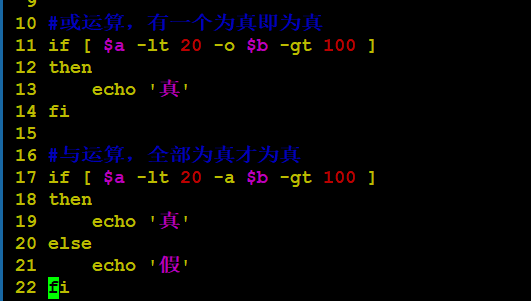 9
10 #或运算，有一个为真即为真
11 if [ $a -lt 20 -o $b -gt 100 ]
12 then
13     echo '真'
14 fi
15
16 #与运算，全部为真才为真
17 if [ $a -lt 20 -a $b -gt 100 ]
18 then
19     echo '真'
20 else
21     echo '假'
22 fi